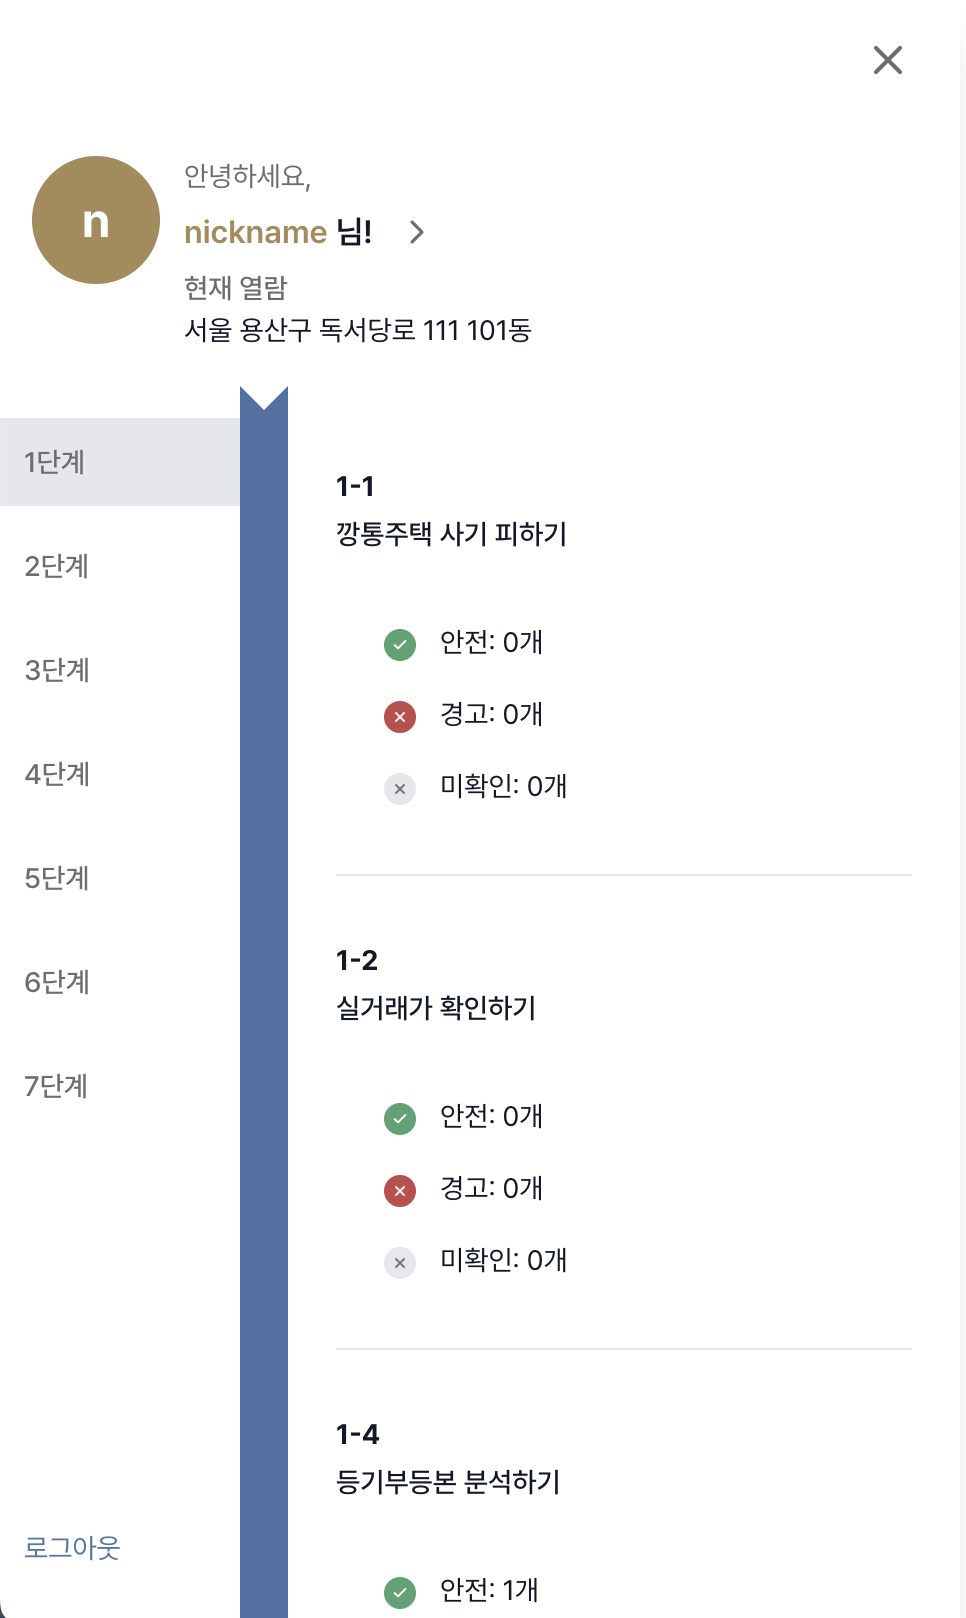 n
안녕하세요,
nickname 님!
현재 열람
서울 용산구 독서당로 111 101동
1단계
2단계
3단계
4단계
5단계
6단계
7단계
로그아웃
1-1
깡통주택 사기 피하기
안전: 0개
경고: 0개
미확인: 0개
1-2
실거래가 확인하기
안전: 0개
경고: 0개
미확인: 0개
1-4
등기부등본 분석하기
안전: 1개